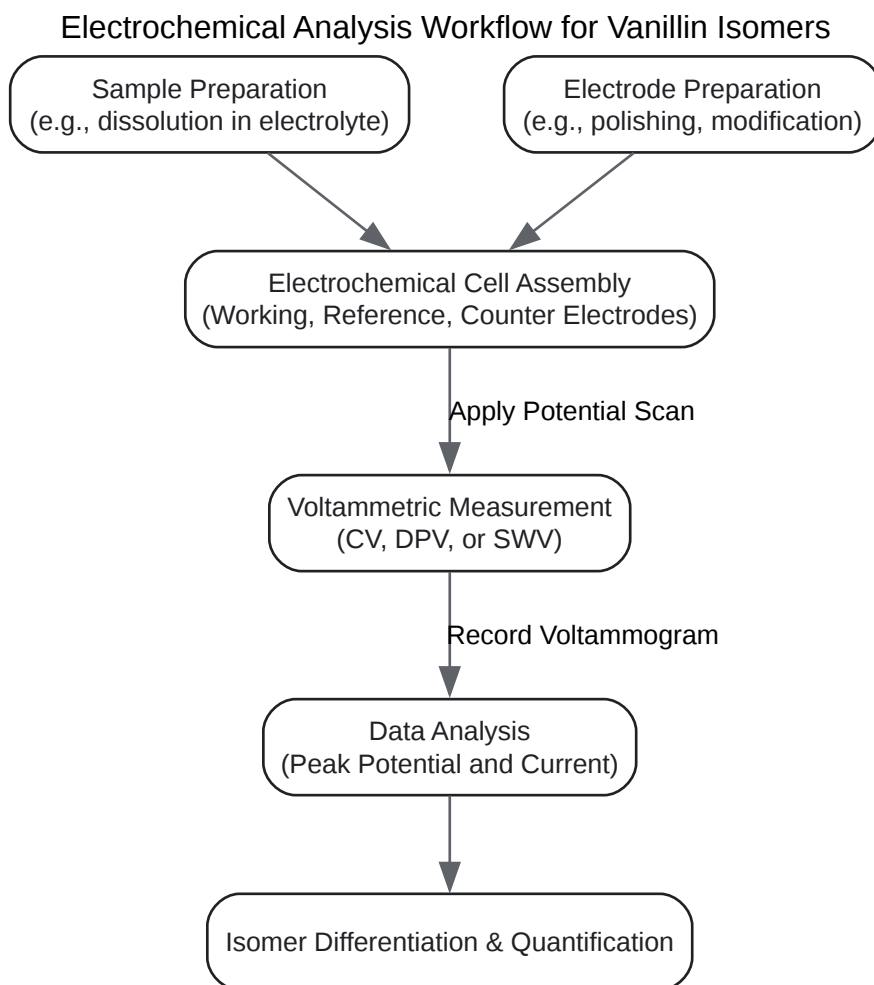 Electrochemical Analysis Workflow for Vanillin Isomers
Sample Preparation
(e.g., dissolution in electrolyte)
Electrode Preparation
(e.g., polishing, modification)
Electrochemical Cell Assembly
(Working, Reference, Counter Electrodes)
Apply Potential Scan
Voltammetric Measurement
(CV, DPV, or SWV)
Record Voltammogram
Data Analysis
(Peak Potential and Current)
Isomer Differentiation & Quantification